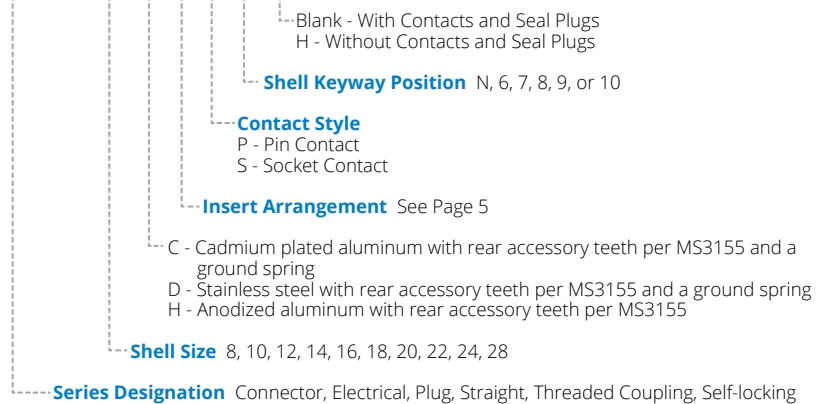 Blank - With Contacts and Seal Plugs
H - Without Contacts and Seal Plugs
Shell Keyway Position N, 6, 7, 8, 9, or 10
Contact Style
P - Pin Contact
S - Socket Contact
Insert Arrangement See Page 5
C - Cadmium plated aluminum with rear accessory teeth per MS3155 and a
ground spring
D - Stainless steel with rear accessory teeth per MS3155 and a ground spring
H - Anodized aluminum with rear accessory teeth per MS3155
Shell Size 8, 10, 12, 14, 16, 18, 20, 22, 24, 28
Series Designation Connector, Electrical, Plug, Straight, Threaded Coupling, Self-locking